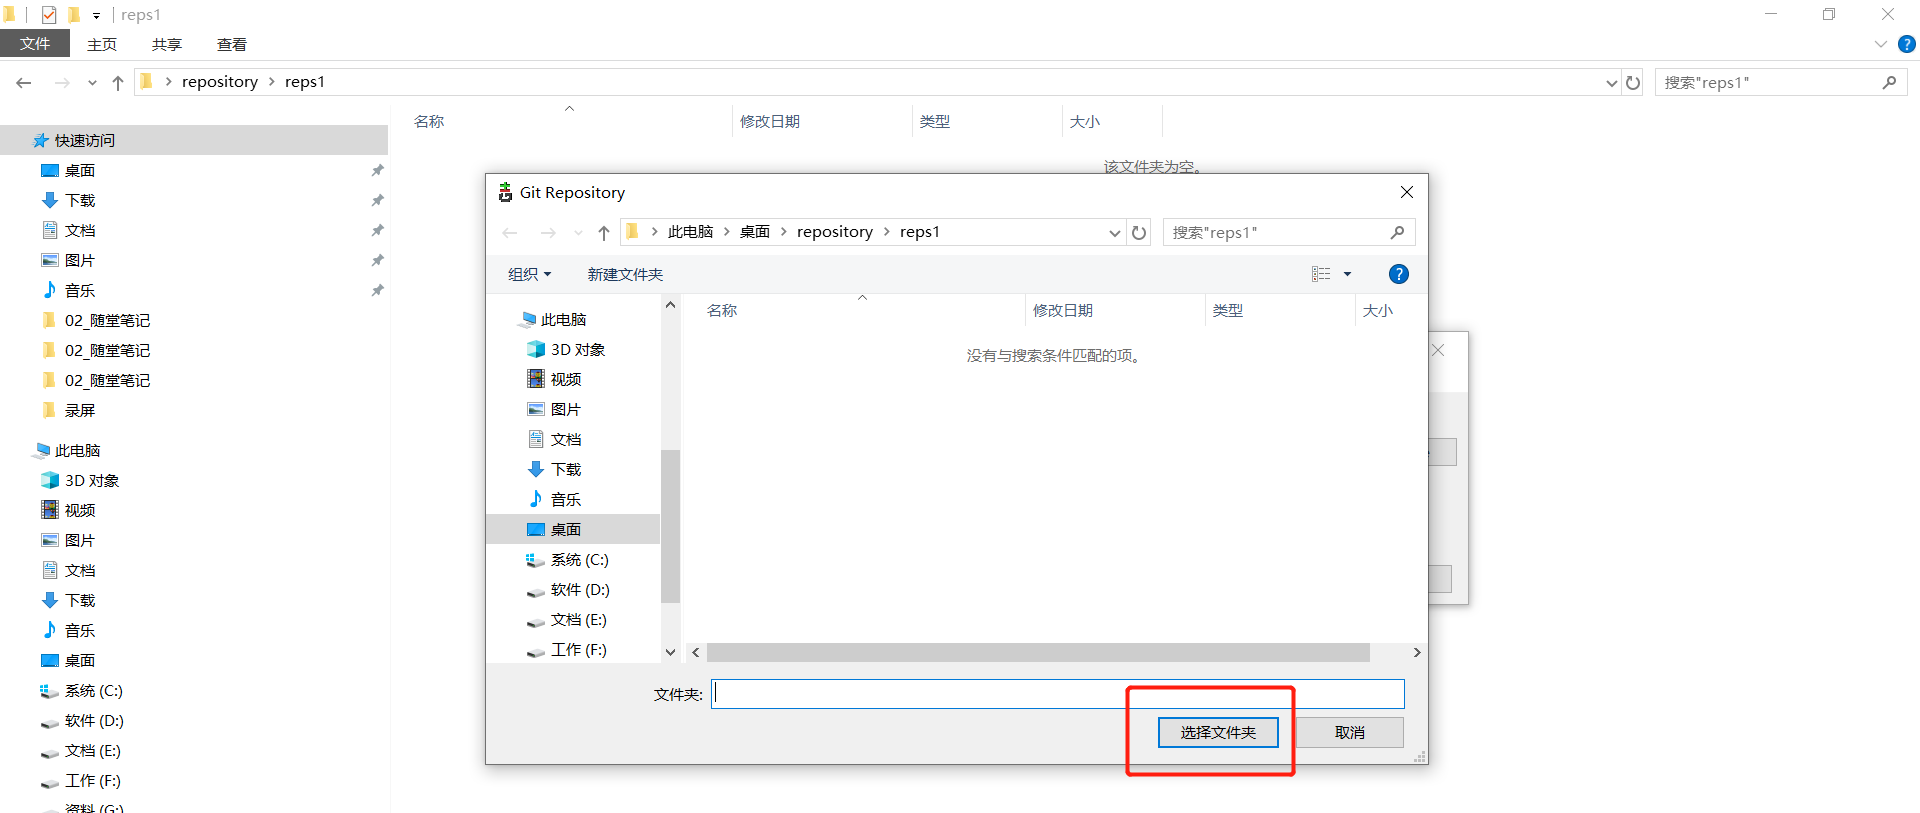 reps1
文件 主页 共享 查看
repository reps1
搜索"reps1"
名称 修改日期 类型 大小
该文件夹为空。
快速访问
桌面
下载
文档
图片
音乐
02_随堂笔记
02_随堂笔记
02_随堂笔记
录屏
此电脑
3D 对象
视频
图片
文档
下载
音乐
桌面
系统 (C:)
软件 (D:)
文档 (E:)
工作 (F:)
资料 (G:)
Git Repository
此电脑 桌面 repository reps1
搜索"reps1"
组织 新建文件夹
名称 修改日期 类型 大小
没有与搜索条件匹配的项。
此电脑
3D 对象
视频
图片
文档
下载
音乐
桌面
系统 (C:)
软件 (D:)
文档 (E:)
工作 (F:)
文件夹:
选择文件夹 取消